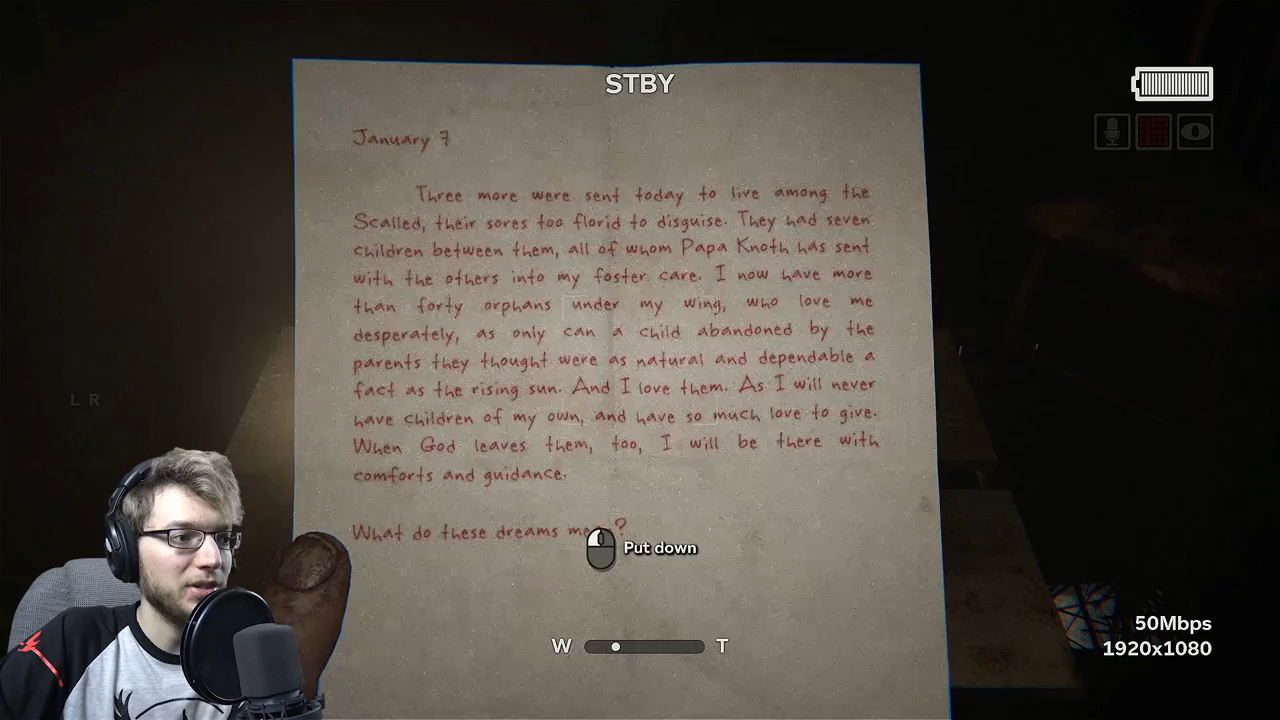 STBY
January 7
Three more were sent today to live among the
Scalled, their sores too florid to disguise. They had seven
children between them, all of whom Papa Knoth has sent
with the others into my foster care. I now have more
than forty orphans under my wing, who love me
desperately, as only can a child abandoned by the
parents they thought were as natural and dependable a
fact as the rising sun. And I love them. As I will never
have children of my own, and have so much love to give.
When God leaves them, too, I will be there with
comforts and guidance.
What do these dreams ?
Put down
L R
W T
50Mbps
1920x1080